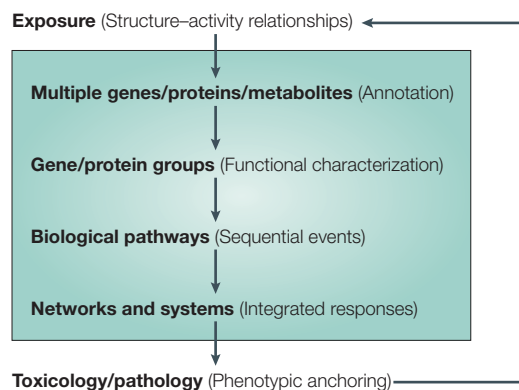 Exposure (Structure–activity relationships)
Multiple genes/proteins/metabolites (Annotation)
Gene/protein groups (Functional characterization)
Biological pathways (Sequential events)
Networks and systems (Integrated responses)
Toxicology/pathology (Phenotypic anchoring)